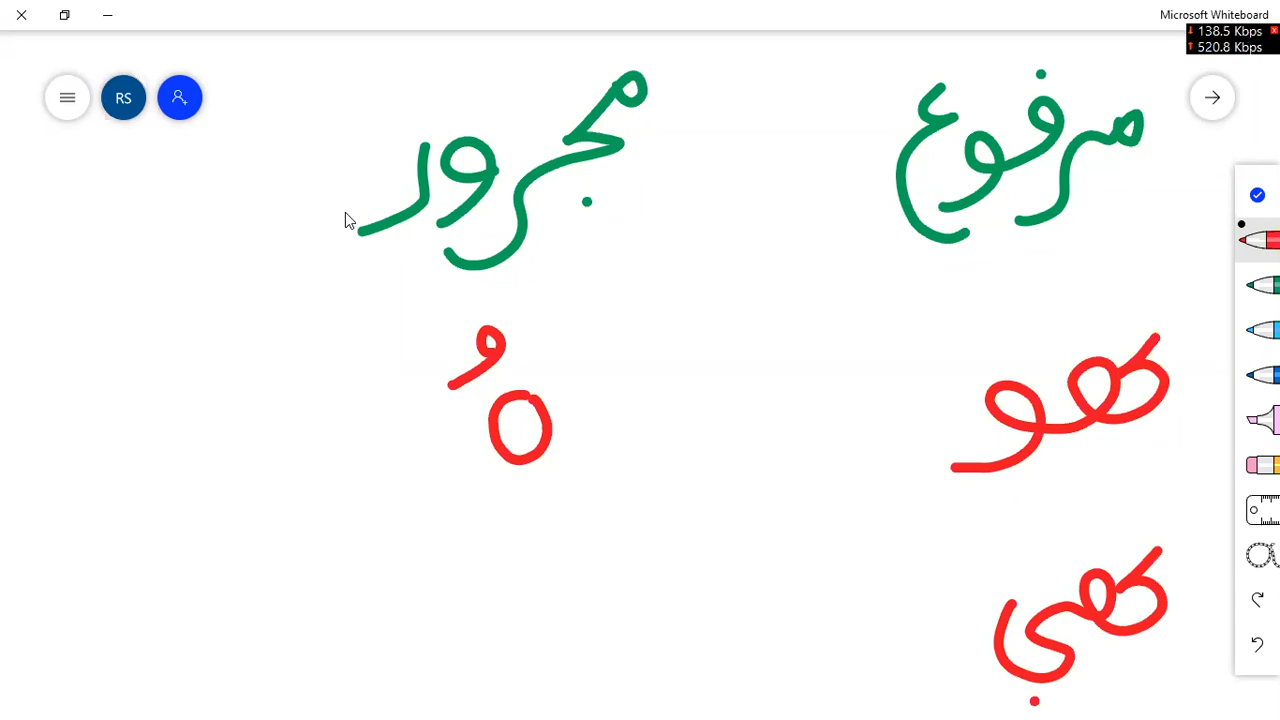 Microsoft Whiteboard
138.5 Kbps
520.8 Kbps
RS
مرفوع مجرور
هو هُ
هي